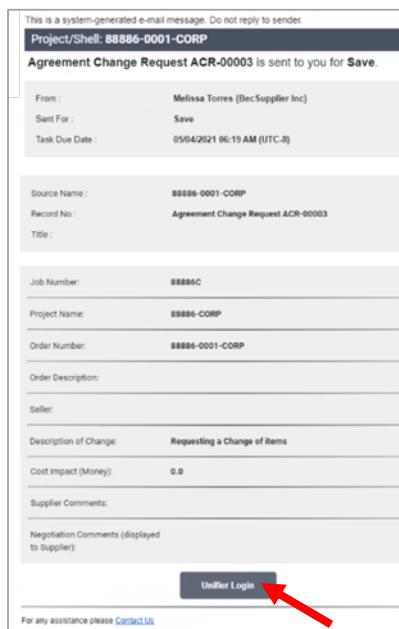 This is a system-generated e-mail message. Do not reply to sender.
Project/Shell: 88886-0001-CORP
Agreement Change Request ACR-00003 is sent to you for Save.
From : Melissa Torres (BecSupplier Inc)
Sent For : Save
Task Due Date : 05/04/2021 06:19 AM (UTC-8)
Source Name : 88886-0001-CORP
Record No : Agreement Change Request ACR-00003
Title :
Job Number: 88886C
Project Name: 88886-CORP
Order Number: 88886-0001-CORP
Order Description:
Seller:
Description of Change: Requesting a Change of items
Cost Impact (Money): 0.0
Supplier Comments:
Negotiation Comments (displayed
to Supplier):
Unifier Login
For any assistance please Contact Us